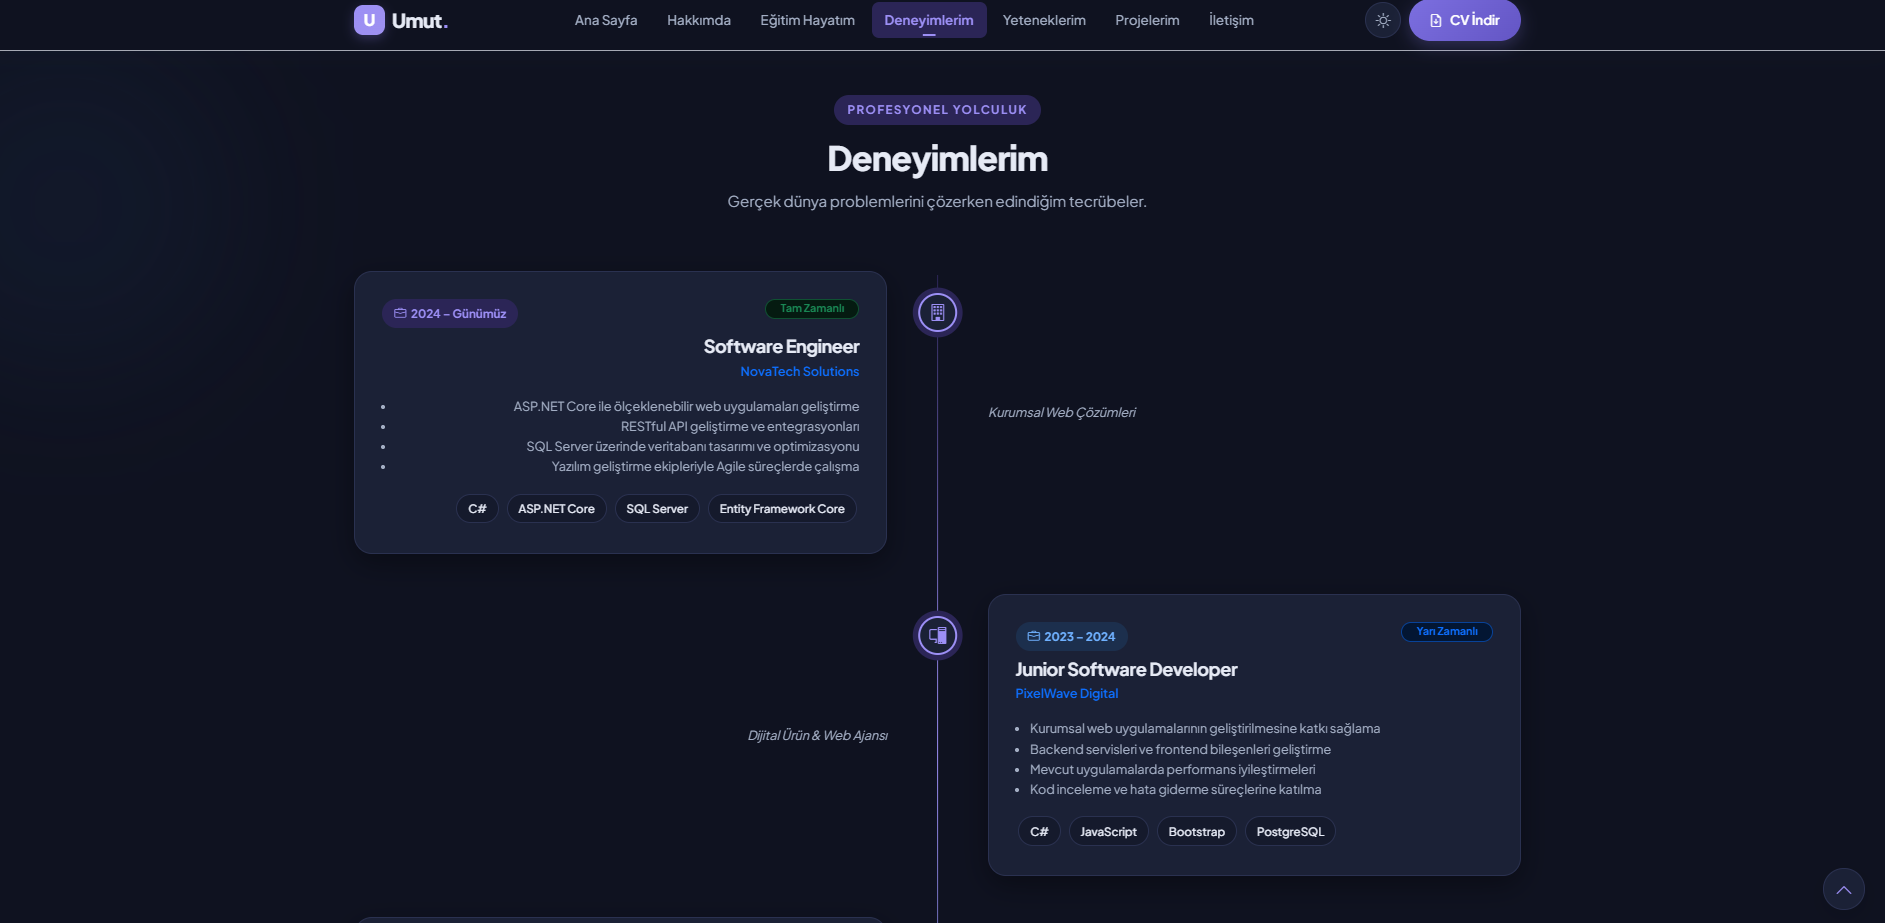 U Umut.
Ana Sayfa
Hakkımda
Eğitim Hayatım
Deneyimlerim
Yeteneklerim
Projelerim
İletişim
CV İndir
PROFESYONEL YOLCULUK
Deneyimlerim
Gerçek dünya problemlerini çözerken edindiğim tecrübeler.
2024 – Günümüz
Tam Zamanlı
Software Engineer
NovaTech Solutions
• ASP.NET Core ile ölçeklenebilir web uygulamaları geliştirme
• RESTful API geliştirme ve entegrasyonları
• SQL Server üzerinde veritabanı tasarımı ve optimizasyonu
• Yazılım geliştirme ekipleriyle Agile süreçlerde çalışma
C#
ASP.NET Core
SQL Server
Entity Framework Core
Kurumsal Web Çözümleri
2023 – 2024
Yarı Zamanlı
Junior Software Developer
PixelWave Digital
• Kurumsal web uygulamalarının geliştirilmesine katkı sağlama
• Backend servisleri ve frontend bileşenleri geliştirme
• Mevcut uygulamalarda performans iyileştirmeleri
• Kod inceleme ve hata giderme süreçlerine katılma
C#
JavaScript
Bootstrap
PostgreSQL
Dijital Ürün & Web Ajansı